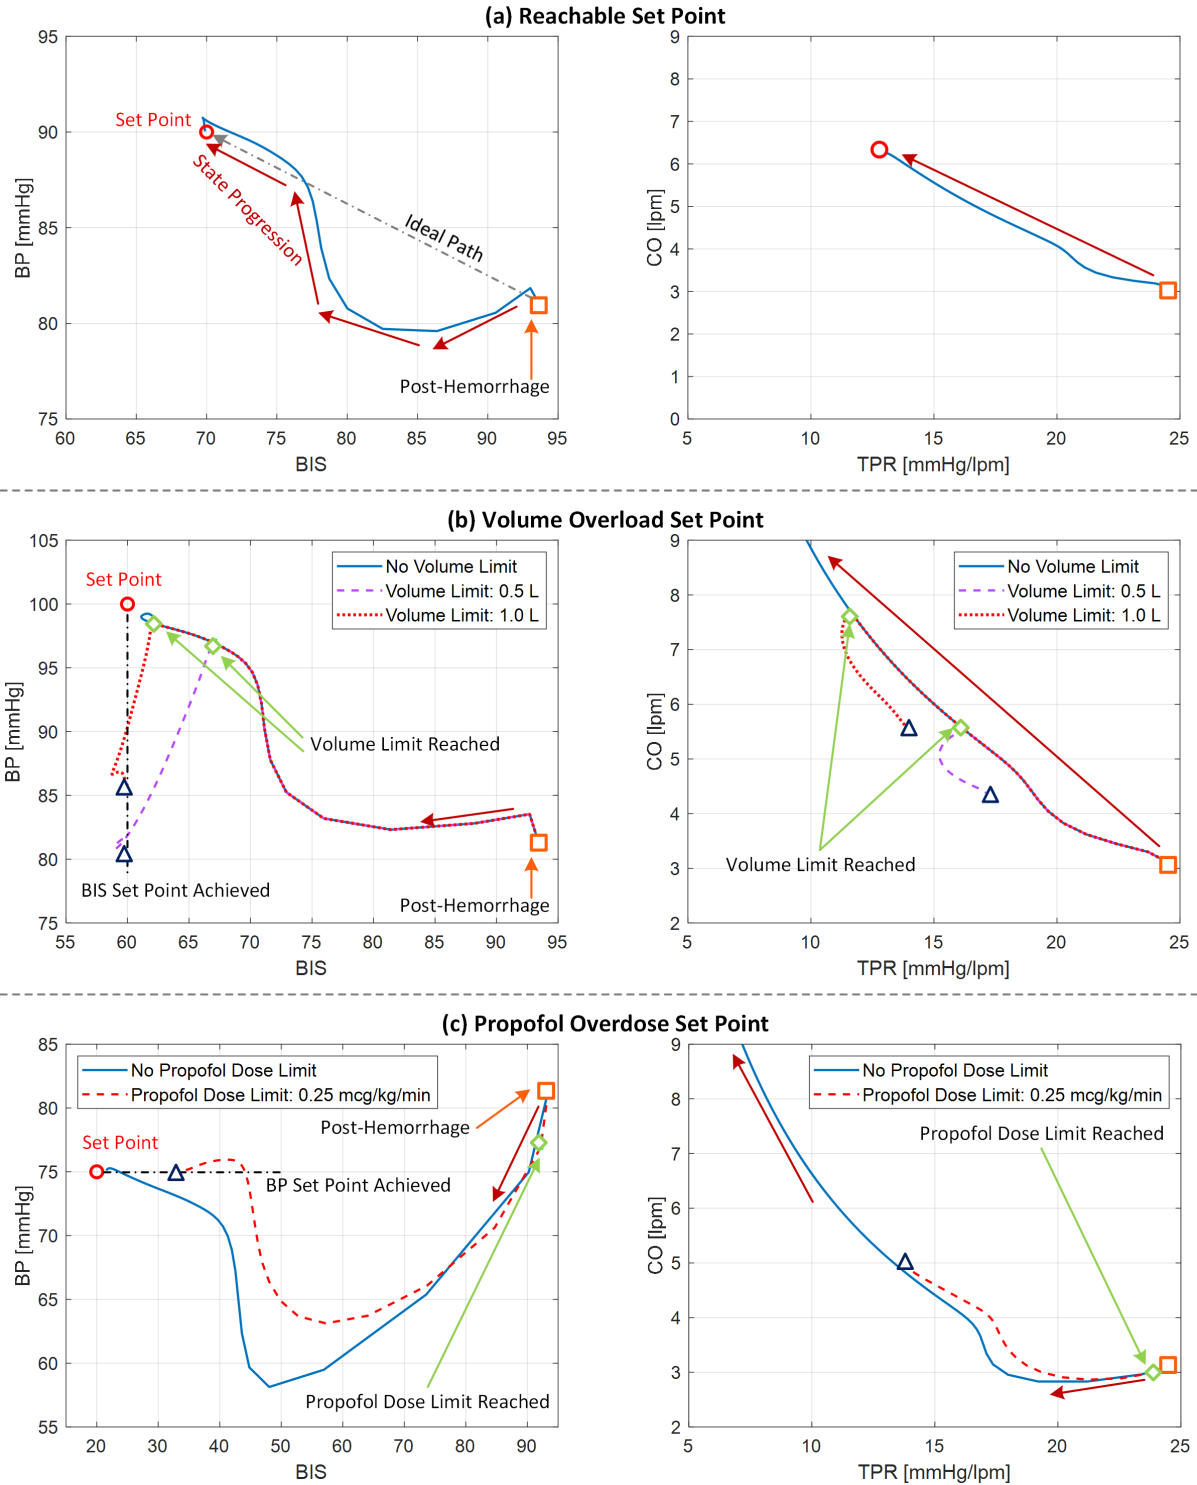 (a) Reachable Set Point
95
90
85
80
75
BP [mmHg]
Set Point
State Progression
Ideal Path
Post-Hemorrhage
60 65 70 75 80 85 90 95
BIS
9
8
7
6
5
4
3
2
1
0
CO [lpm]
5 10 15 20 25
TPR [mmHg/lpm]
(b) Volume Overload Set Point
105
100
95
90
85
80
75
BP [mmHg]
No Volume Limit
Volume Limit: 0.5 L
Volume Limit: 1.0 L
Set Point
Volume Limit Reached
BIS Set Point Achieved
Post-Hemorrhage
55 60 65 70 75 80 85 90 95
BIS
9
8
7
6
5
4
3
2
CO [lpm]
No Volume Limit
Volume Limit: 0.5 L
Volume Limit: 1.0 L
Volume Limit Reached
5 10 15 20 25
TPR [mmHg/lpm]
(c) Propofol Overdose Set Point
85
80
75
70
65
60
55
BP [mmHg]
No Propofol Dose Limit
Propofol Dose Limit: 0.25 mcg/kg/min
Post-Hemorrhage
Set Point
BP Set Point Achieved
Propofol Dose Limit Reached
20 30 40 50 60 70 80 90
BIS
9
8
7
6
5
4
3
2
CO [lpm]
No Propofol Dose Limit
Propofol Dose Limit: 0.25 mcg/kg/min
Propofol Dose Limit Reached
5 10 15 20 25
TPR [mmHg/lpm]